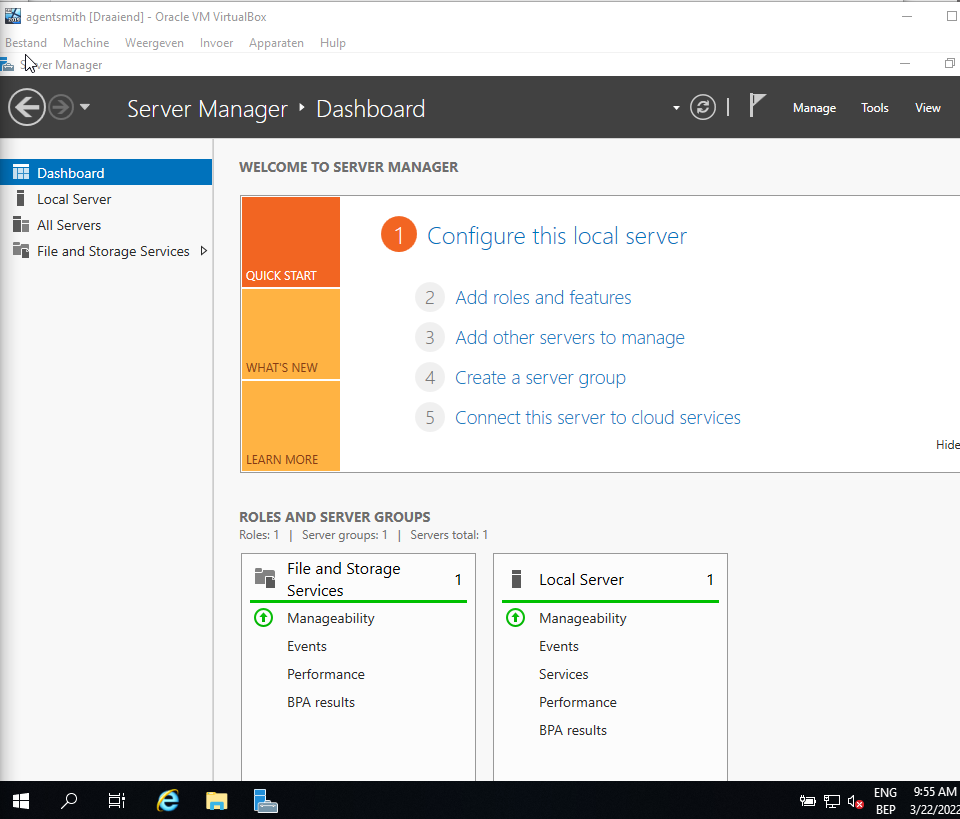 agentsmith [Draaiend] - Oracle VM VirtualBox
Bestand Machine Weergeven Invoer Apparaten Help
Server Manager
Server Manager • Dashboard
Manage Tools View
Dashboard
Local Server
All Servers
File and Storage Services
WELCOME TO SERVER MANAGER
QUICK START
WHAT'S NEW
LEARN MORE
1 Configure this local server
2 Add roles and features
3 Add other servers to manage
4 Create a server group
5 Connect this server to cloud services
Hide
ROLES AND SERVER GROUPS
Roles: 1 | Server groups: 1 | Servers total: 1
File and Storage
Services 1
Manageability
Events
Performance
BPA results
Local Server 1
Manageability
Events
Services
Performance
BPA results
ENG
BEP
9:55 AM
3/22/2022